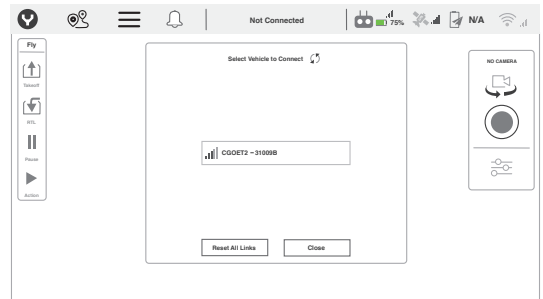 Not Connected
75%
N/A
Fly
Takeoff
RTL
Pause
Action
Select Vehicle to Connect
CGOET2 – 31009B
Reset All Links
Close
NO CAMERA